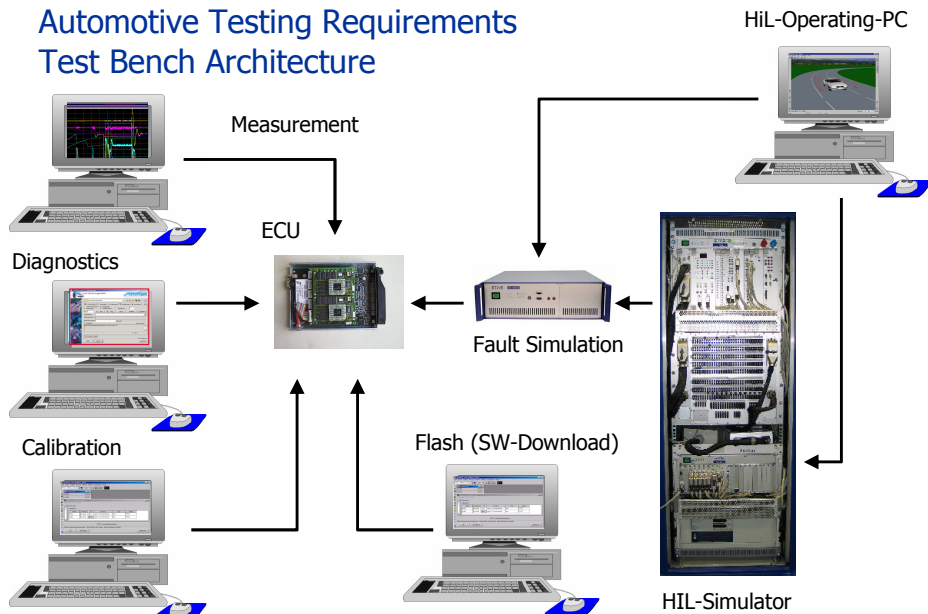 Automotive Testing Requirements
Test Bench Architecture
HiL-Operating-PC
Measurement
ECU
Diagnostics
Fault Simulation
Calibration
Flash (SW-Download)
HIL-Simulator